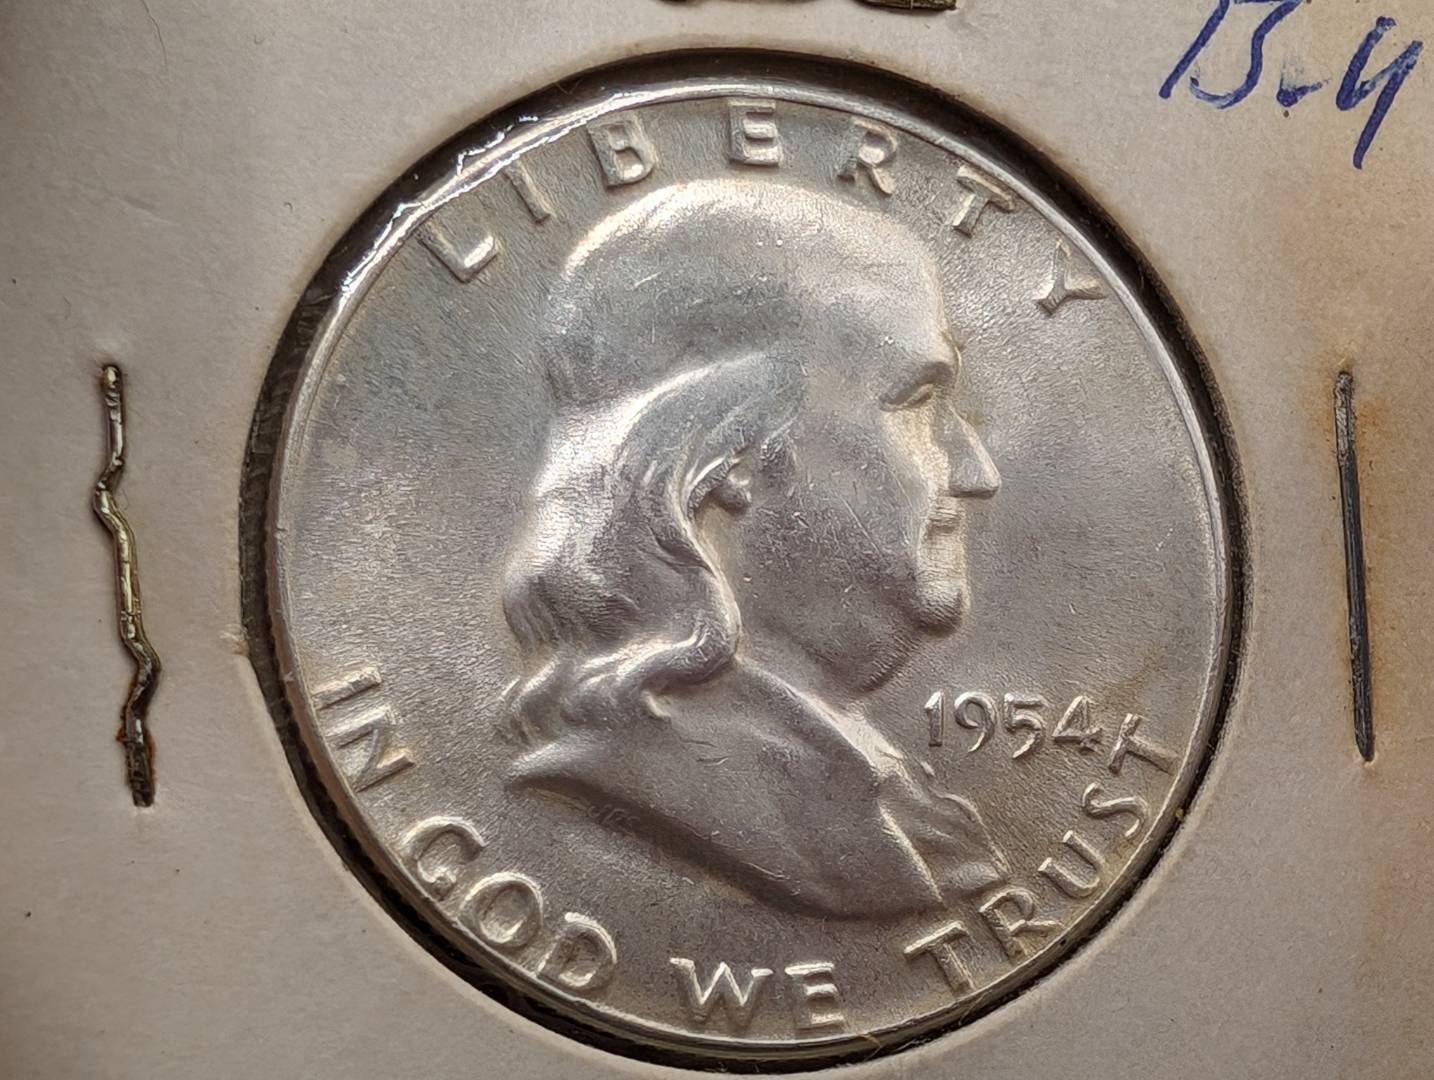 LIBERTY
1954
IN GOD WE TRUST